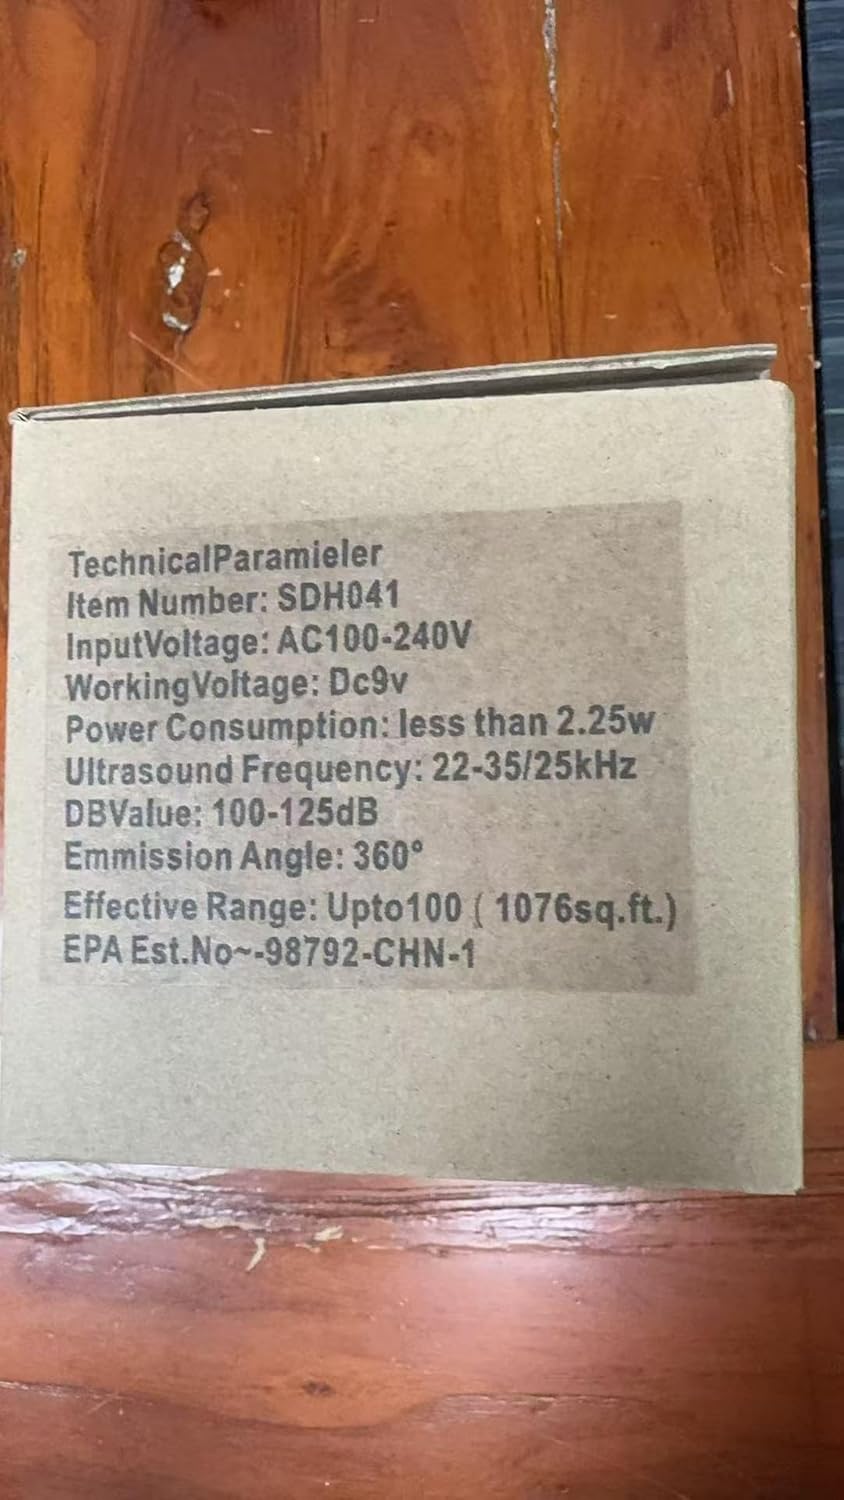 TechnicalParamieler
Item Number: SDH041
InputVoltage: AC100-240V
WorkingVoltage: Dc9v
Power Consumption: less than 2.25w
Ultrasound Frequency: 22-35/25kHz
DBValue: 100-125dB
Emmission Angle: 360°
Effective Range: Upto100 ( 1076sq.ft.)
EPA Est.No~-98792-CHN-1